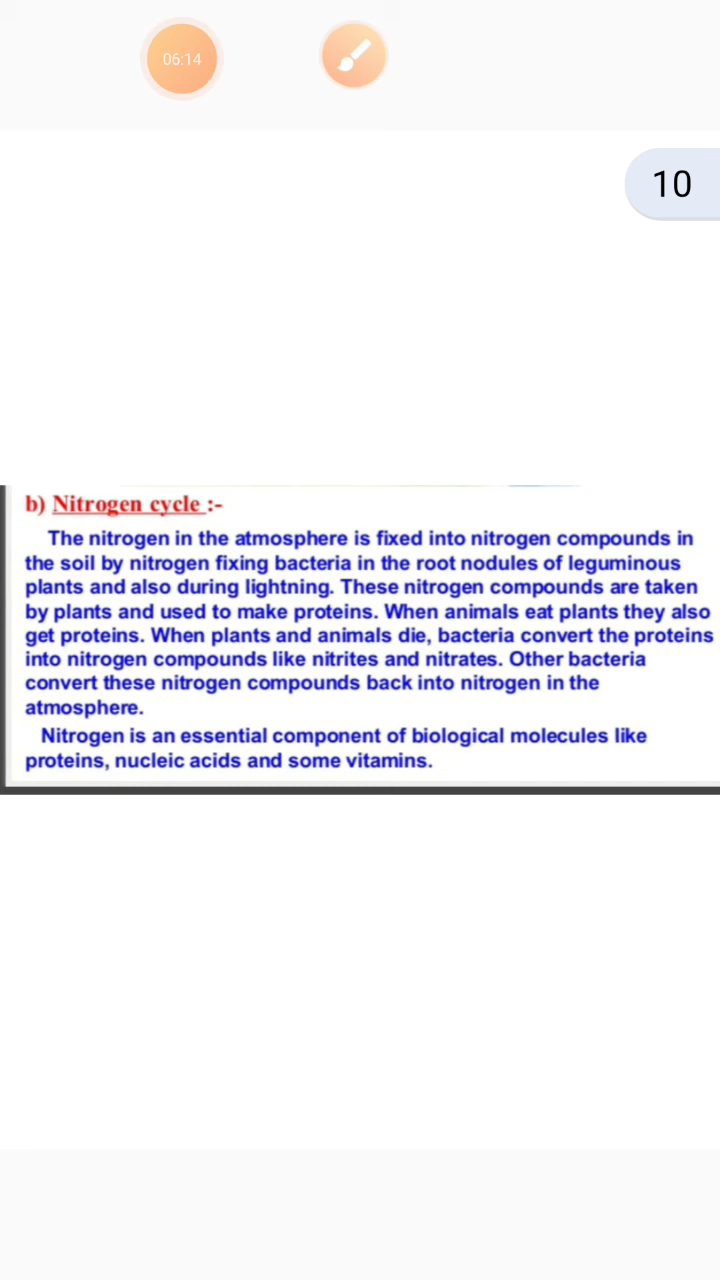 06:14
10
b) Nitrogen cycle :-
The nitrogen in the atmosphere is fixed into nitrogen compounds in
the soil by nitrogen fixing bacteria in the root nodules of leguminous
plants and also during lightning. These nitrogen compounds are taken
by plants and used to make proteins. When animals eat plants they also
get proteins. When plants and animals die, bacteria convert the proteins
into nitrogen compounds like nitrites and nitrates. Other bacteria
convert these nitrogen compounds back into nitrogen in the
atmosphere.
Nitrogen is an essential component of biological molecules like
proteins, nucleic acids and some vitamins.